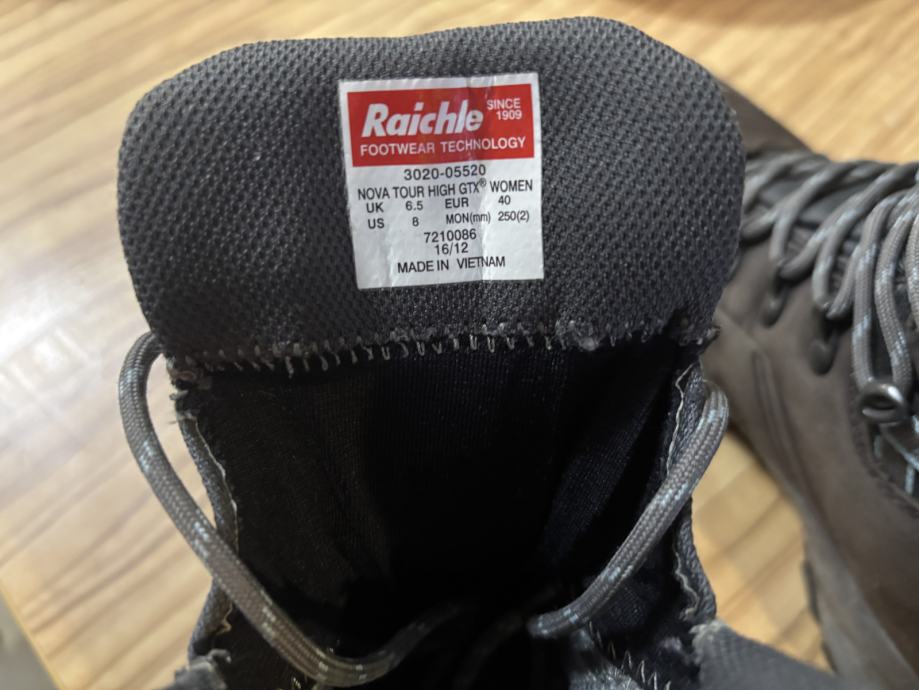 Raichle SINCE 1909
FOOTWEAR TECHNOLOGY
3020-05520
NOVA TOUR HIGH GTX® WOMEN
UK 6.5 EUR 40
US 8 MON(mm) 250(2)
7210086
16/12
MADE IN VIETNAM